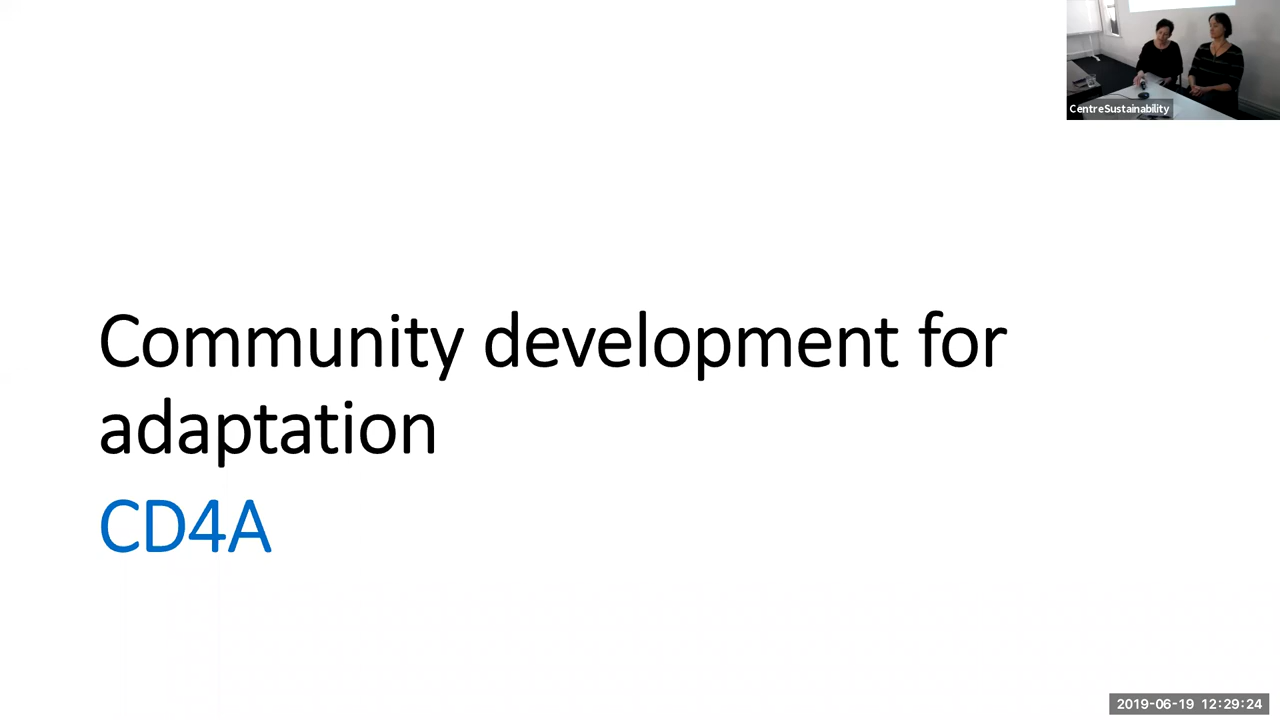 CentreSustainability
Community development for
adaptation
CD4A
2019-06-19 12:29:24